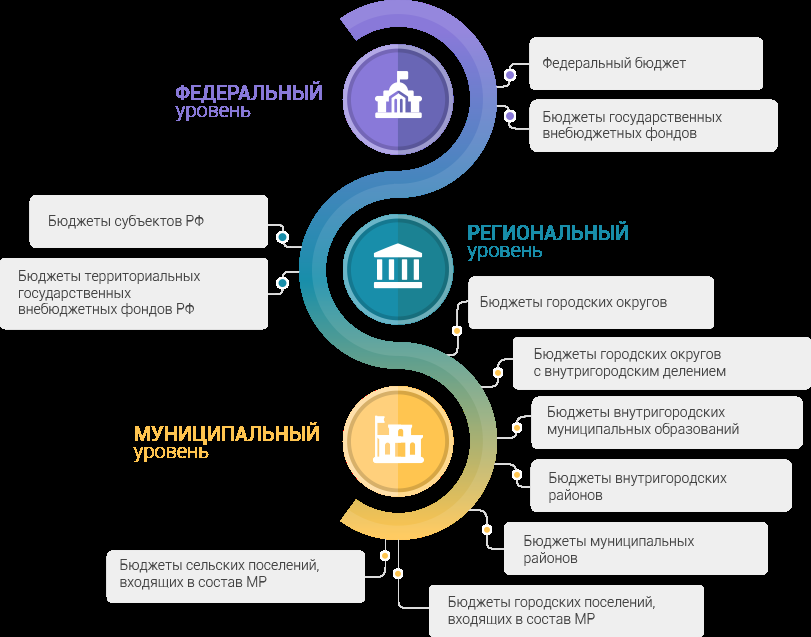 ФЕДЕРАЛЬНЫЙ
уровень
Федеральный бюджет
Бюджеты государственных
внебюджетных фондов
Бюджеты субъектов РФ
Бюджеты территориальных
государственных
внебюджетных фондов РФ
РЕГИОНАЛЬНЫЙ
уровень
Бюджеты городских округов
Бюджеты городских округов
с внутригородским делением
Бюджеты внутригородских
муниципальных образований
МУНИЦИПАЛЬНЫЙ
уровень
Бюджеты внутригородских
районов
Бюджеты муниципальных
районов
Бюджеты сельских поселений,
входящих в состав МР
Бюджеты городских поселений,
входящих в состав МР